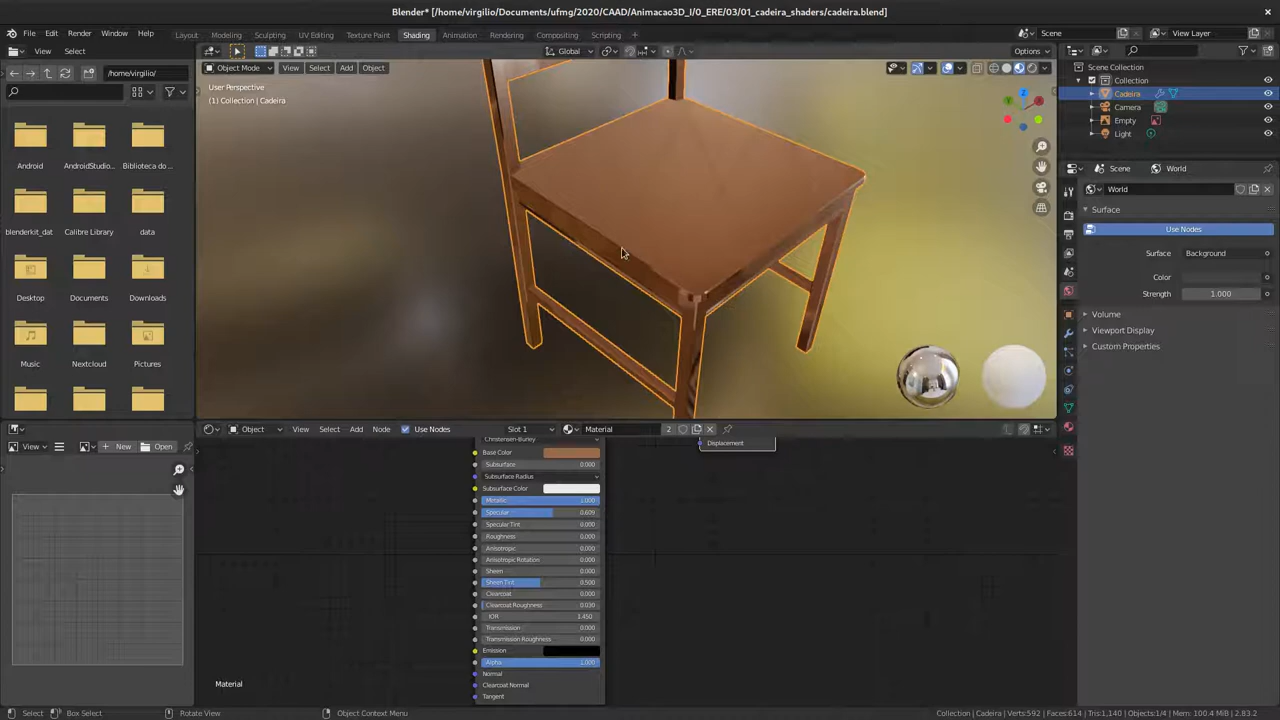 Blender* [/home/virgilio/Documents/ufmg/2020/CAAD/Animacao3D_I/0_ERE/03/01_cadeira_shaders/cadeira.blend]
File Edit Render Window Help Layout Modeling Sculpting UV Editing Texture Paint Shading Animation Rendering Compositing Scripting + Scene View Layer
View Select Global Options
/home/virgilio/ Object Mode View Select Add Object
Scene Collection
Collection
Cadeira
Camera
Empty
Light
User Perspective
(1) Collection | Cadeira
Android AndroidStudio... Biblioteca do...
blenderkit_dat Calibre Library data
Desktop Documents Downloads
Music Nextcloud Pictures
Scene World
World
Surface
Use Nodes
Surface Background
Color
Strength 1.000
Volume
Viewport Display
Custom Properties
Object View Select Add Node Use Nodes Slot 1 Material 2
View New Open
Christensen-Burley
Displacement
Base Color
Subsurface 0.000
Subsurface Radius
Subsurface Color
Metallic 1.000
Specular 0.609
Specular Tint 0.000
Roughness 0.000
Anisotropic 0.000
Anisotropic Rotation 0.000
Sheen 0.000
Sheen Tint 0.500
Clearcoat 0.000
Clearcoat Roughness 0.030
IOR 1.450
Transmission 0.000
Transmission Roughness 0.000
Emission
Alpha 1.000
Normal
Clearcoat Normal
Tangent
Material
Select Box Select Rotate View Object Context Menu Collection | Cadeira | Verts:592 | Faces:614 | Tris:1,140 | Objects:1/4 | Mem: 100.4 MiB | 2.83.2